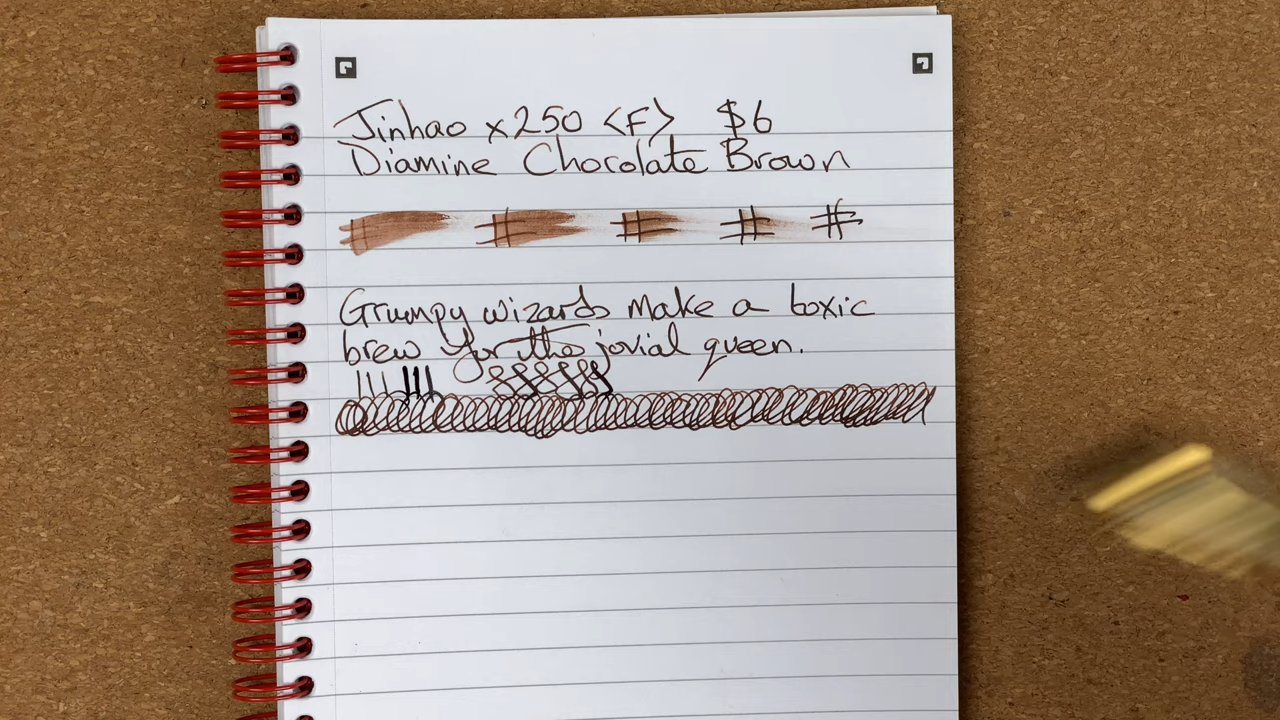 Jinhao x250 <F> $6
Diamine Chocolate Brown
# # # # #
Grumpy wizards make a toxic
brew for the jovial queen.